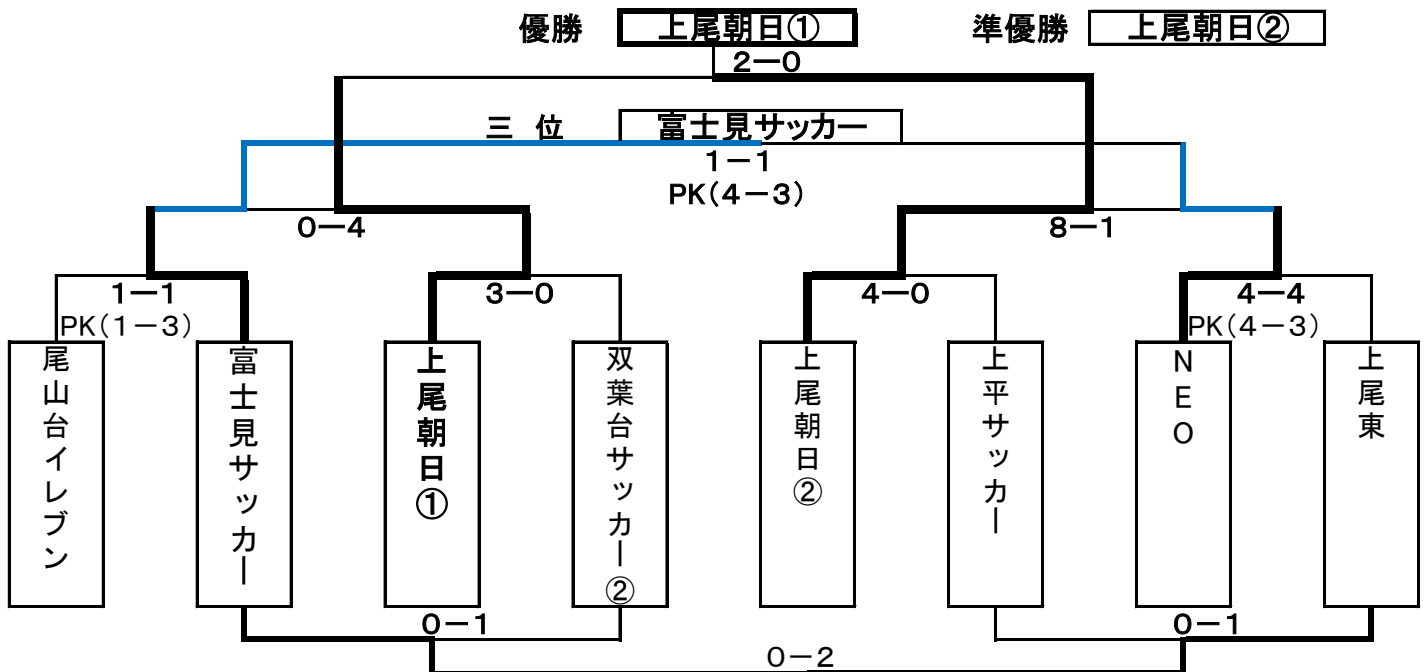 優勝 上尾朝日① 準優勝 上尾朝日②
2－0
三 位 富士見サッカー
1－1
PK(4－3)
0－4 8－1
1－1 3－0 4－0 4－4
PK(1－3) PK(4－3)
尾山台イレブン
富士見サッカー
上尾朝日①
双葉台サッカー②
上尾朝日②
上平サッカー
NEO
上尾東
0－1 0－1
0－2